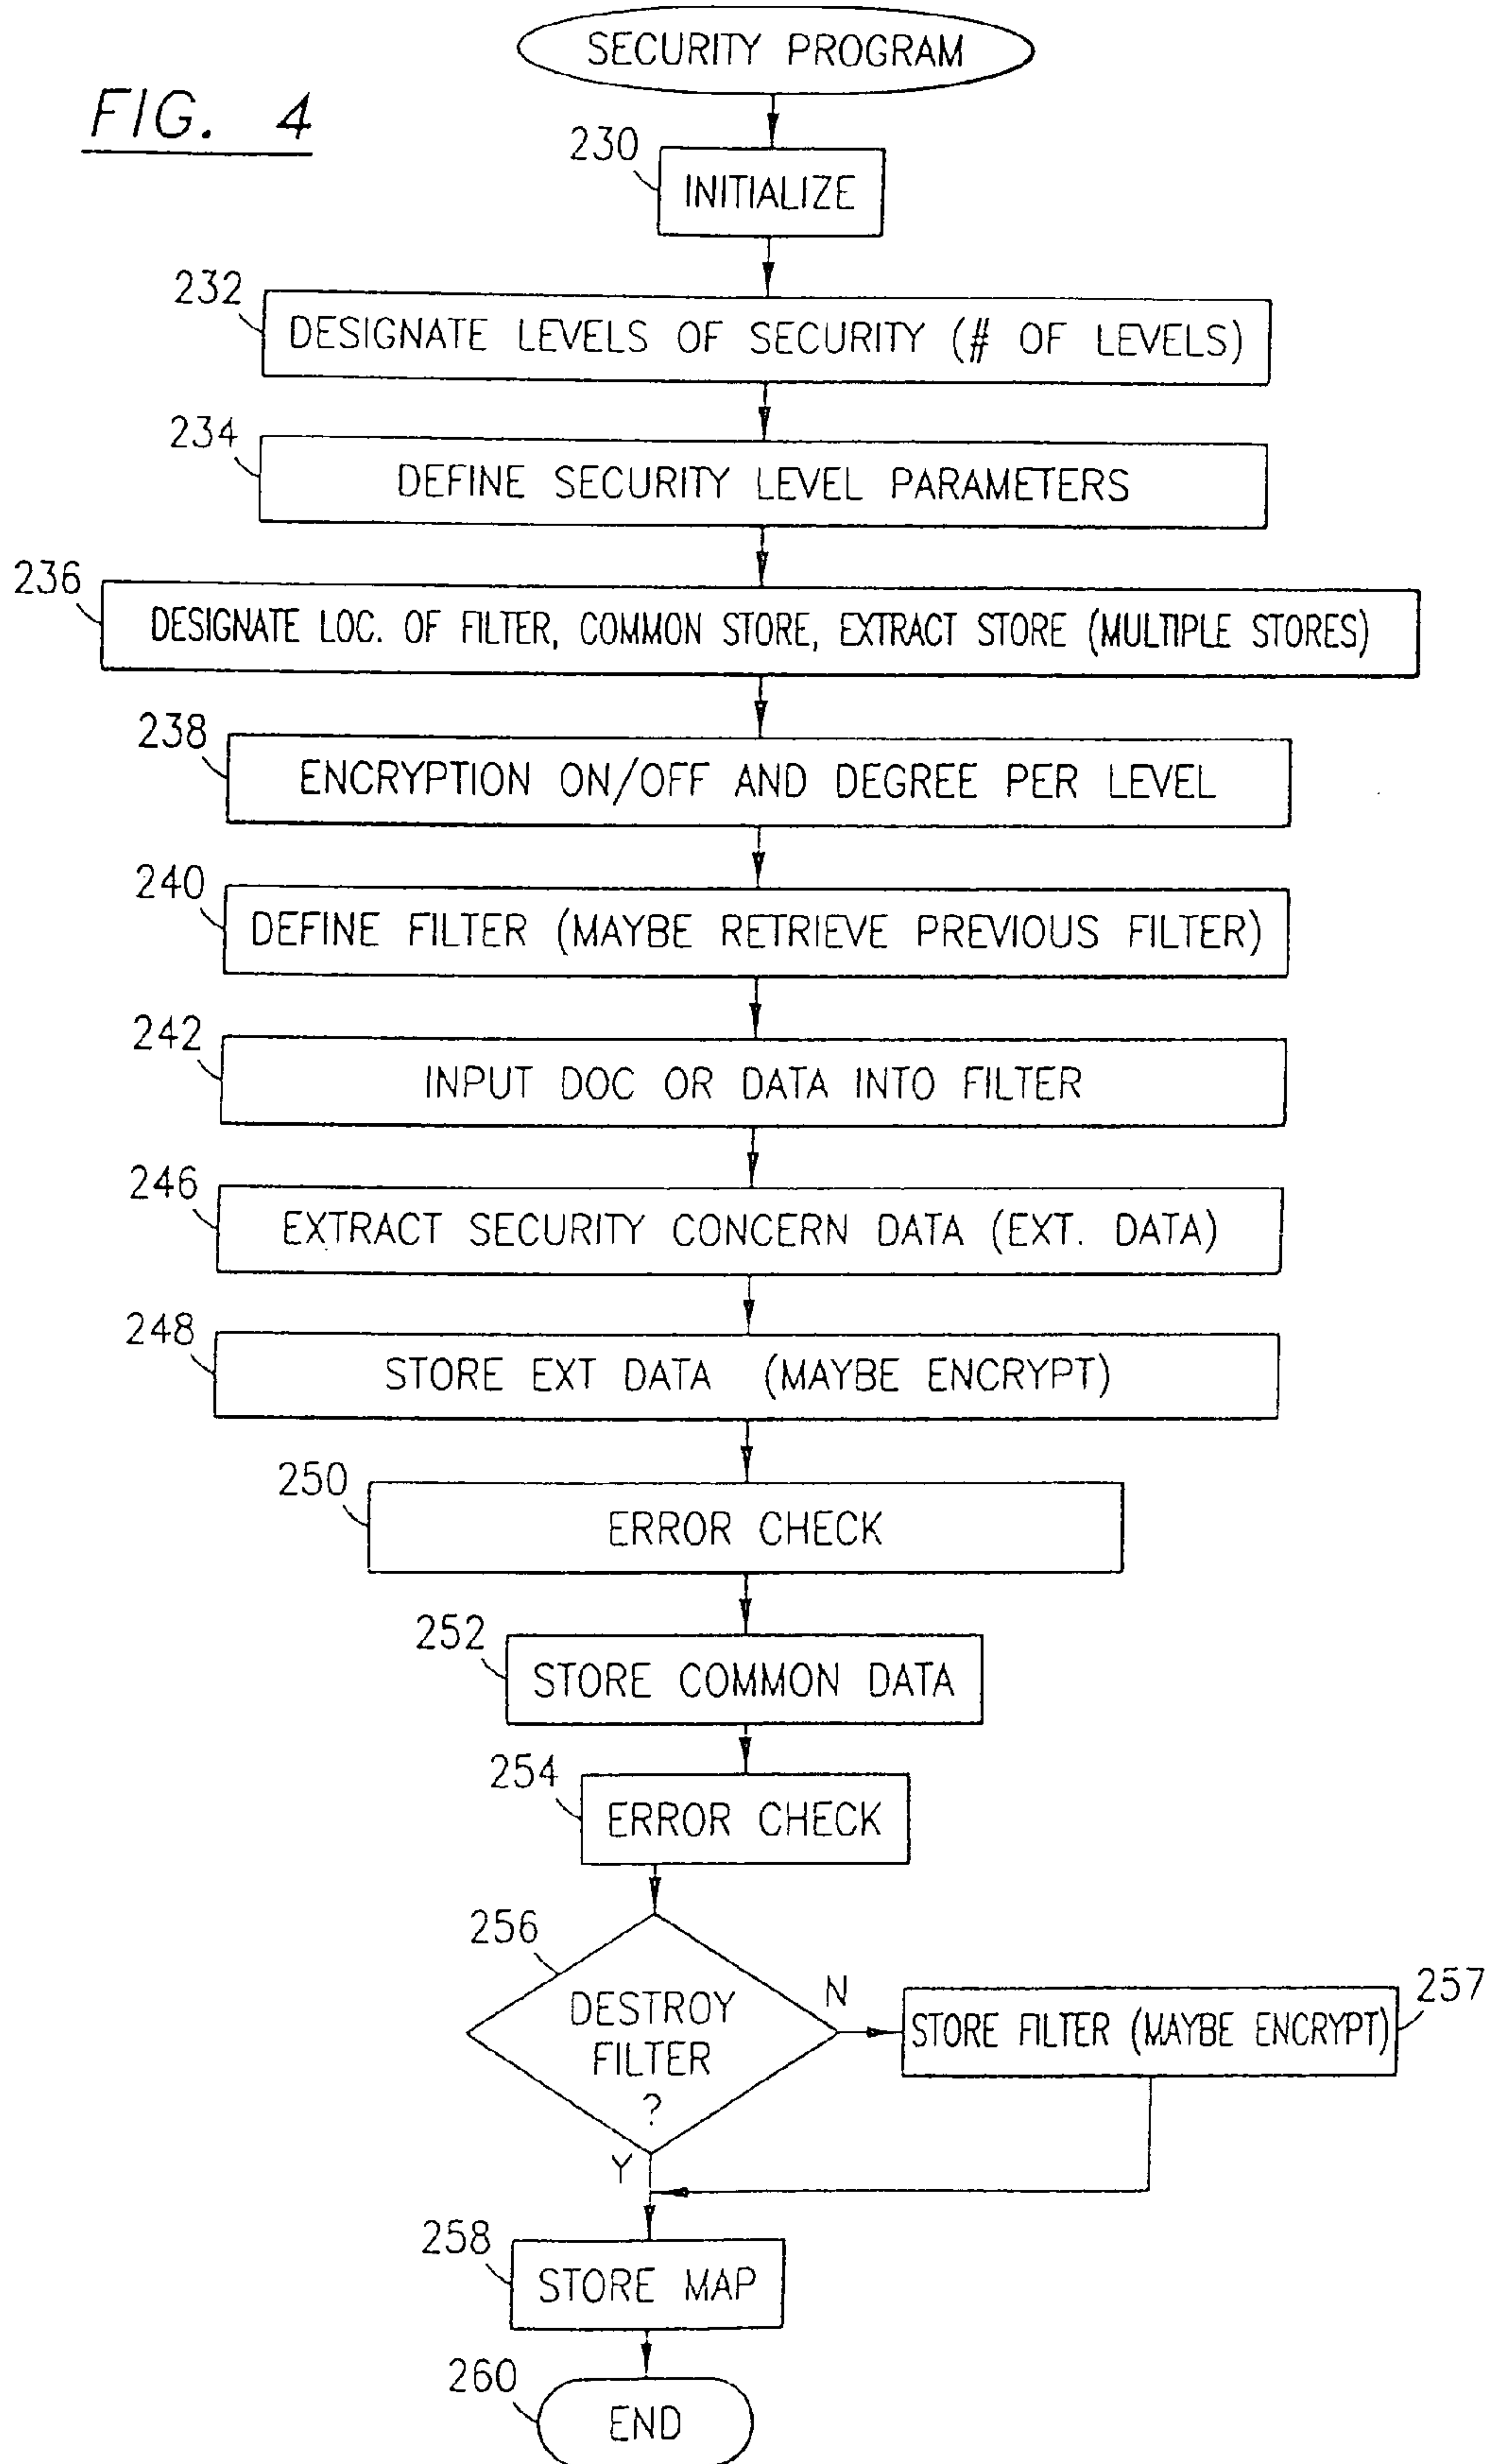 FIG. 4
SECURITY PROGRAM
230
INITIALIZE
232
DESIGNATE LEVELS OF SECURITY (# OF LEVELS)
234
DEFINE SECURITY LEVEL PARAMETERS
236
DESIGNATE LOC. OF FILTER, COMMON STORE, EXTRACT STORE (MULTIPLE STORES)
238
ENCRYPTION ON/OFF AND DEGREE PER LEVEL
240
DEFINE FILTER (MAYBE RETRIEVE PREVIOUS FILTER)
242
INPUT DOC OR DATA INTO FILTER
246
EXTRACT SECURITY CONCERN DATA (EXT. DATA)
248
STORE EXT DATA (MAYBE ENCRYPT)
250
ERROR CHECK
252
STORE COMMON DATA
254
ERROR CHECK
256
DESTROY
FILTER
?
N
257
STORE FILTER (MAYBE ENCRYPT)
Y
258
STORE MAP
260
END